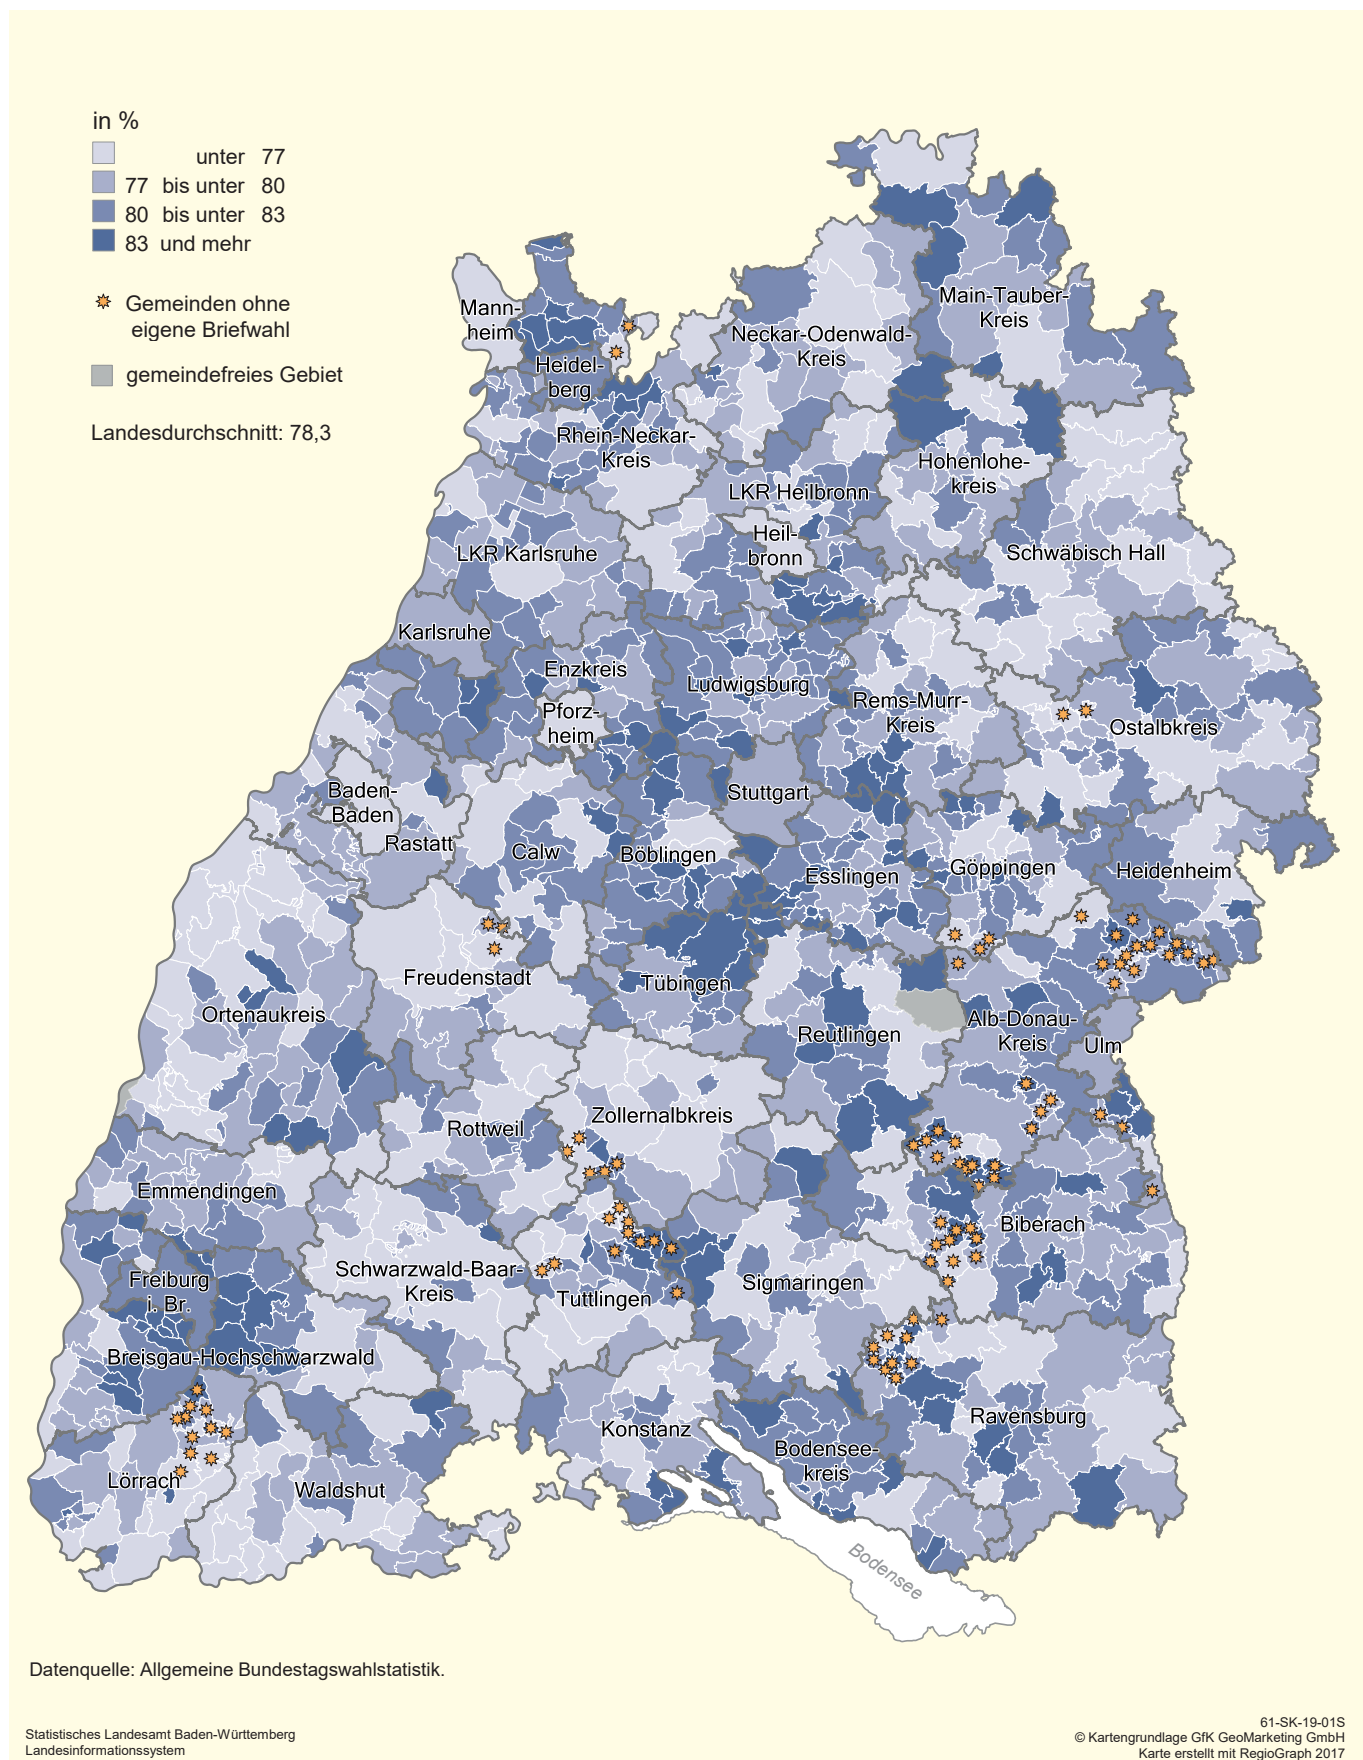 in %
unter 77
77 bis unter 80
80 bis unter 83
83 und mehr
Gemeinden ohne
eigene Briefwahl
gemeindefreies Gebiet
Landesdurchschnitt: 78,3
Mann-
heim
Heidel-
berg
Rhein-Neckar-
Kreis
Neckar-Odenwald-
Kreis
Main-Tauber-
Kreis
Hohenlohe-
kreis
LKR Heilbronn
Heil-
bronn
Schwäbisch Hall
LKR Karlsruhe
Karlsruhe
Enzkreis
Pforz-
heim
Ludwigsburg
Rems-Murr-
Kreis
Ostalbkreis
Baden-
Baden
Rastatt
Calw
Böblingen
Stuttgart
Esslingen
Göppingen
Heidenheim
Freudenstadt
Tübingen
Ortenaukreis
Reutlingen
Alb-Donau-
Kreis
Ulm
Rottweil
Zollernalbkreis
Emmendingen
Biberach
Freiburg
i. Br.
Schwarzwald-Baar-
Kreis
Tuttlingen
Sigmaringen
Breisgau-Hochschwarzwald
Konstanz
Ravensburg
Bodensee-
kreis
Lörrach
Waldshut
Bodensee
Datenquelle: Allgemeine Bundestagswahlstatistik.
Statistisches Landesamt Baden-Württemberg
Landesinformationssystem
61-SK-19-01S
© Kartengrundlage GfK GeoMarketing GmbH
Karte erstellt mit RegioGraph 2017